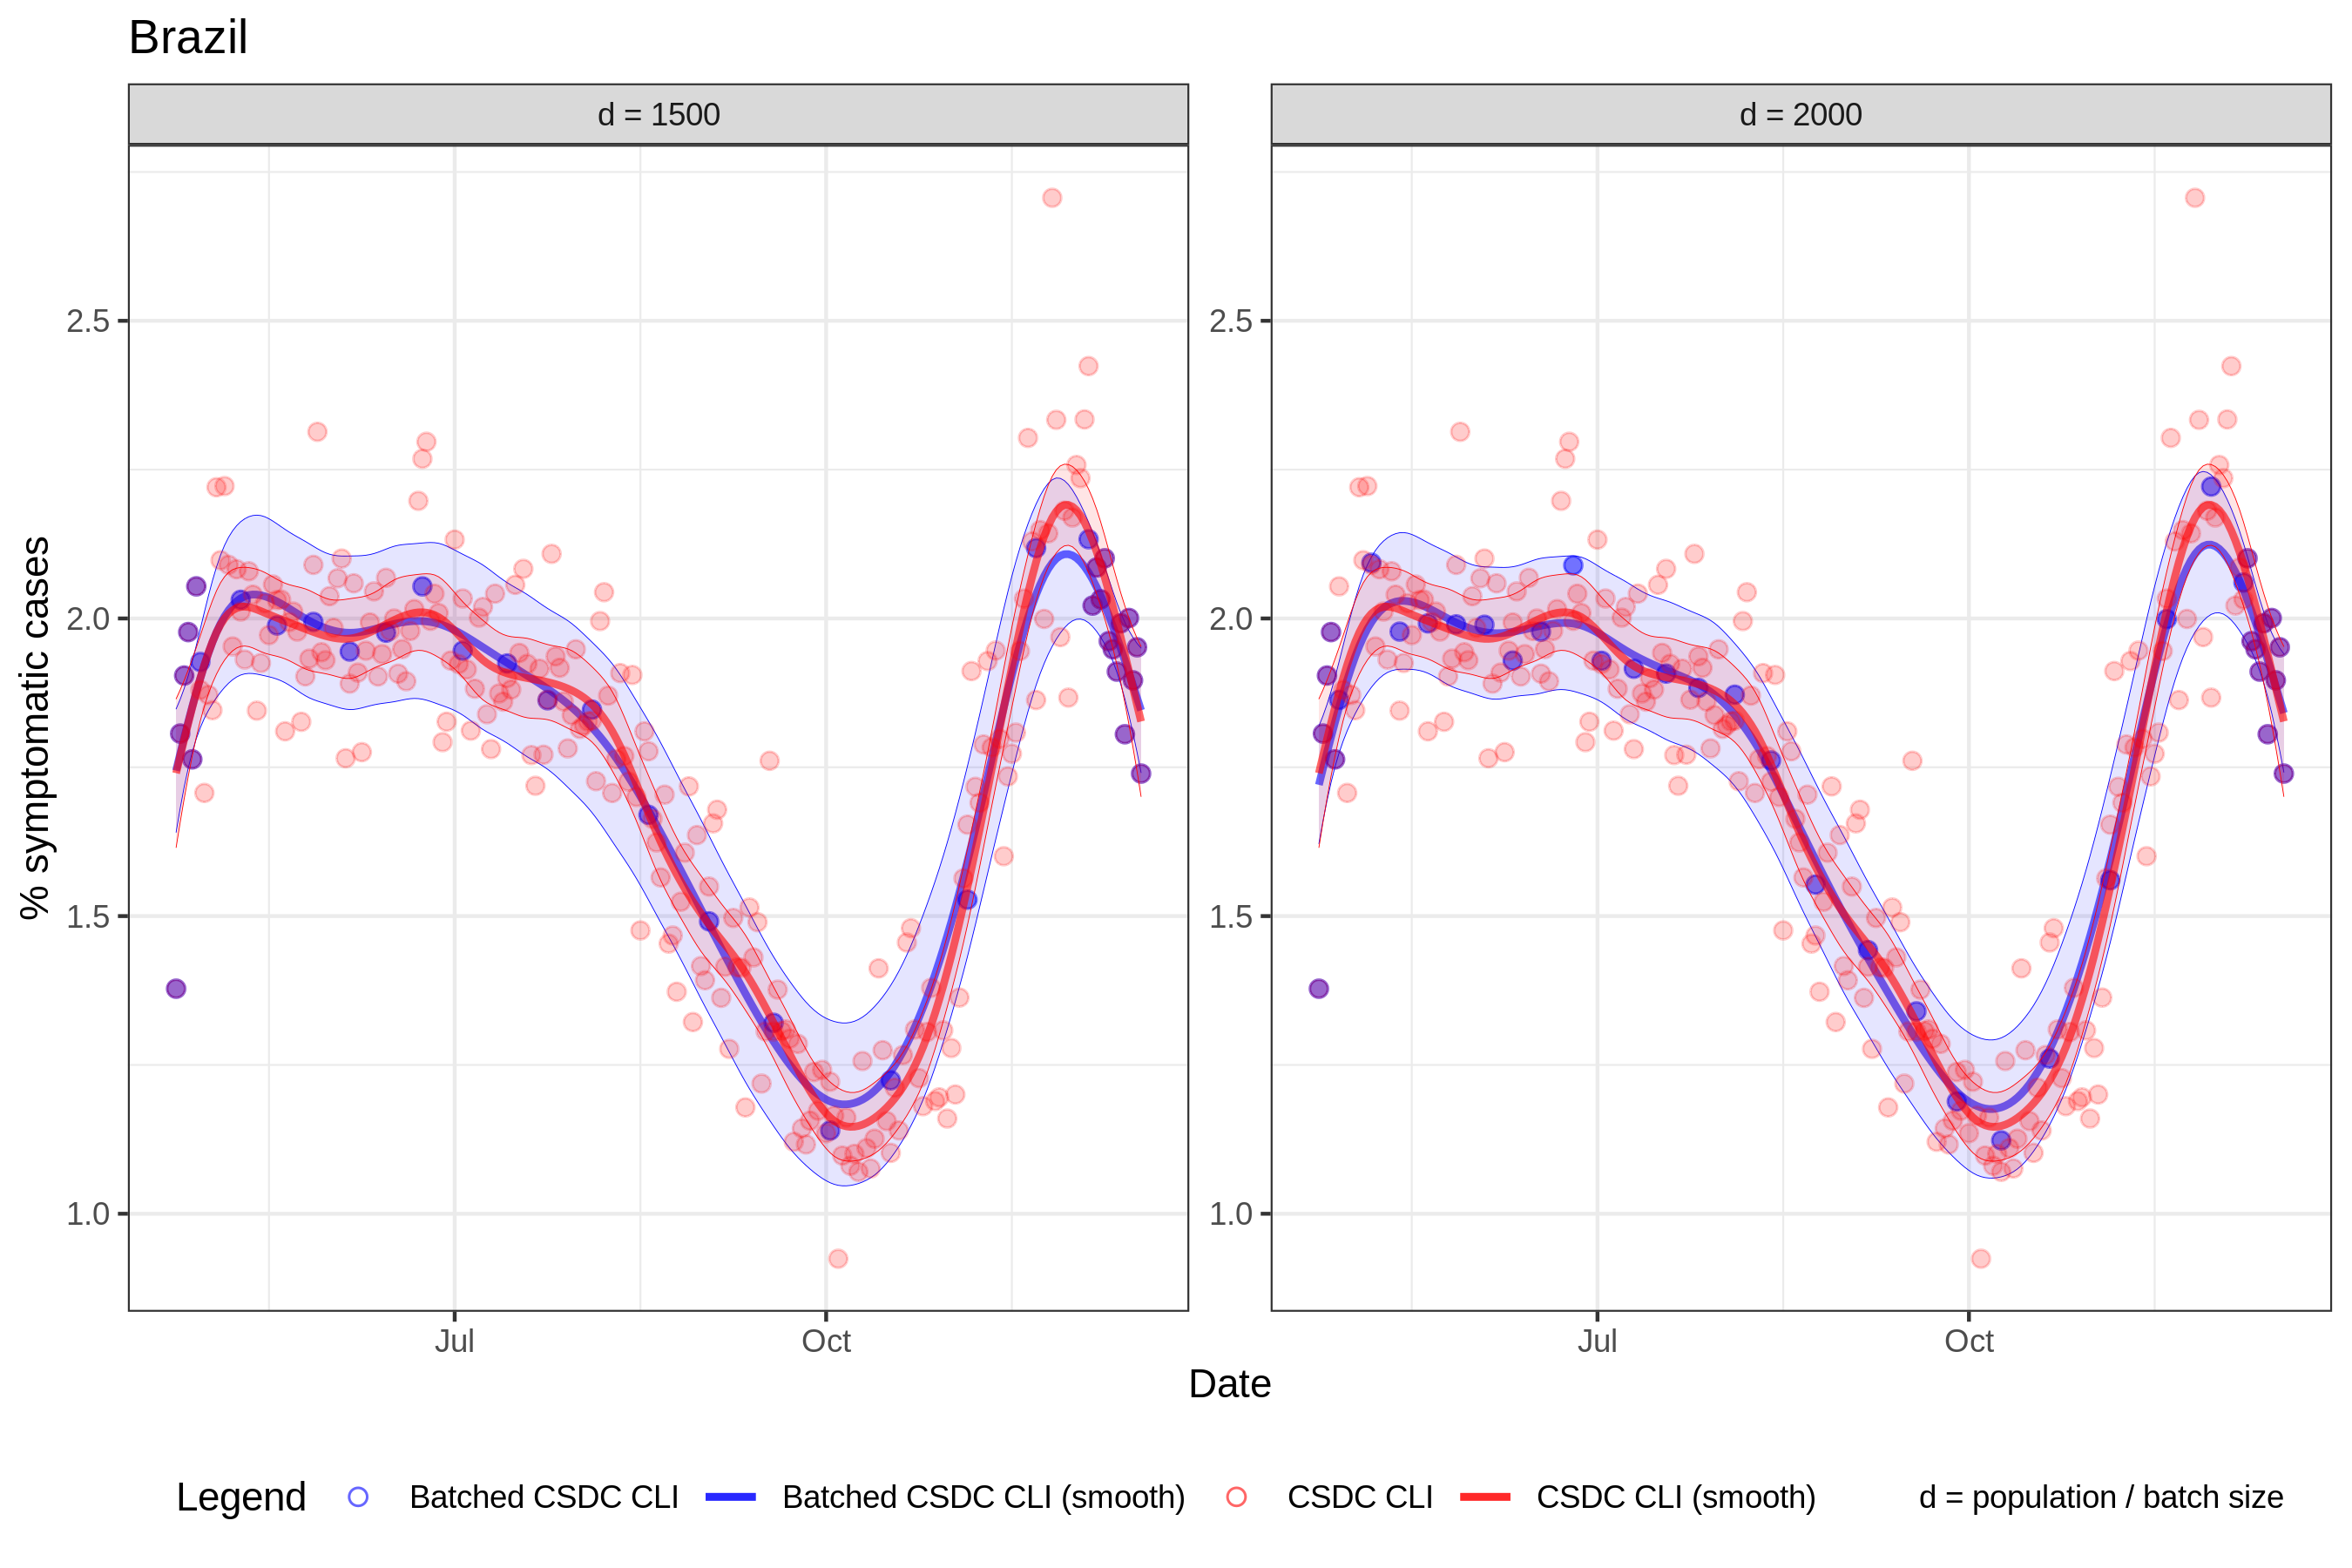 Brazil
d = 1500
d = 2000
% symptomatic cases
2.5
2.0
1.5
1.0
2.5
2.0
1.5
1.0
Jul
Oct
Jul
Oct
Date
Legend
Batched CSDC CLI
Batched CSDC CLI (smooth)
CSDC CLI
CSDC CLI (smooth)
d = population / batch size